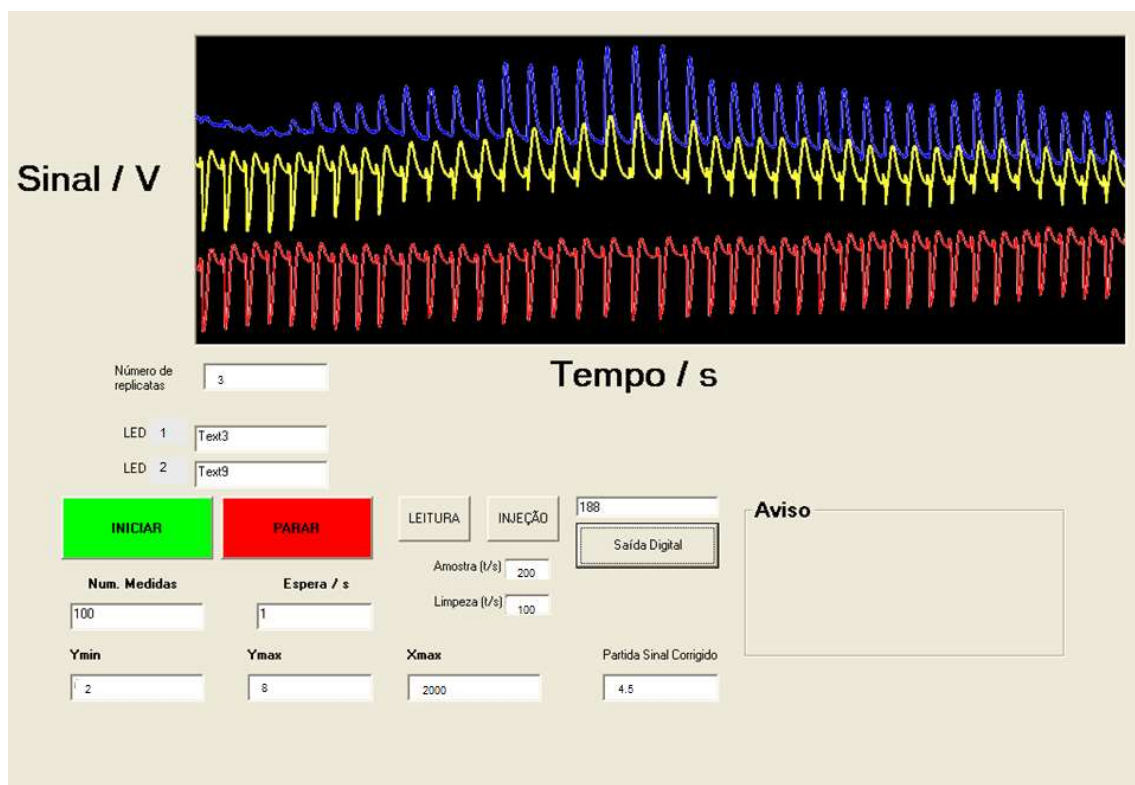 Sinal / V
Tempo / s
Número de
replicatas
3
LED 1
Text3
LED 2
Text9
INICIAR
PARAR
LEITURA
INJEÇÃO
188
Saída Digital
Aviso
Amostra (t/s)
200
Limpeza (t/s)
100
Num. Medidas
Espera / s
100
1
Ymin
Ymax
Xmax
Partida Sinal Corrigido
2
8
2000
4.5